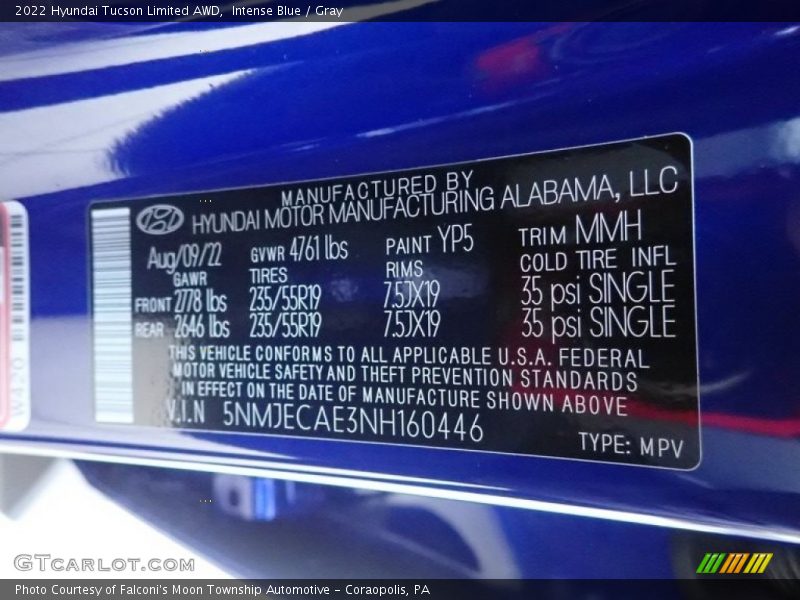 2022 Hyundai Tucson Limited AWD, Intense Blue / Gray
MANUFACTURED BY
HYUNDAI MOTOR MANUFACTURING ALABAMA, LLC
Aug/09/22 GVWR 4761 lbs PAINT YP5 TRIM MMH
GAWR TIRES RIMS COLD TIRE INFL
FRONT 2778 lbs 235/55R19 7.5JX19 35 psi SINGLE
REAR 2646 lbs 235/55R19 7.5JX19 35 psi SINGLE
THIS VEHICLE CONFORMS TO ALL APPLICABLE U.S.A. FEDERAL
MOTOR VEHICLE SAFETY AND THEFT PREVENTION STANDARDS
IN EFFECT ON THE DATE OF MANUFACTURE SHOWN ABOVE
V.I.N 5NMJECAE3NH160446
TYPE: MPV
GTCARLOT.COM
Photo Courtesy of Falconi's Moon Township Automotive - Coraopolis, PA